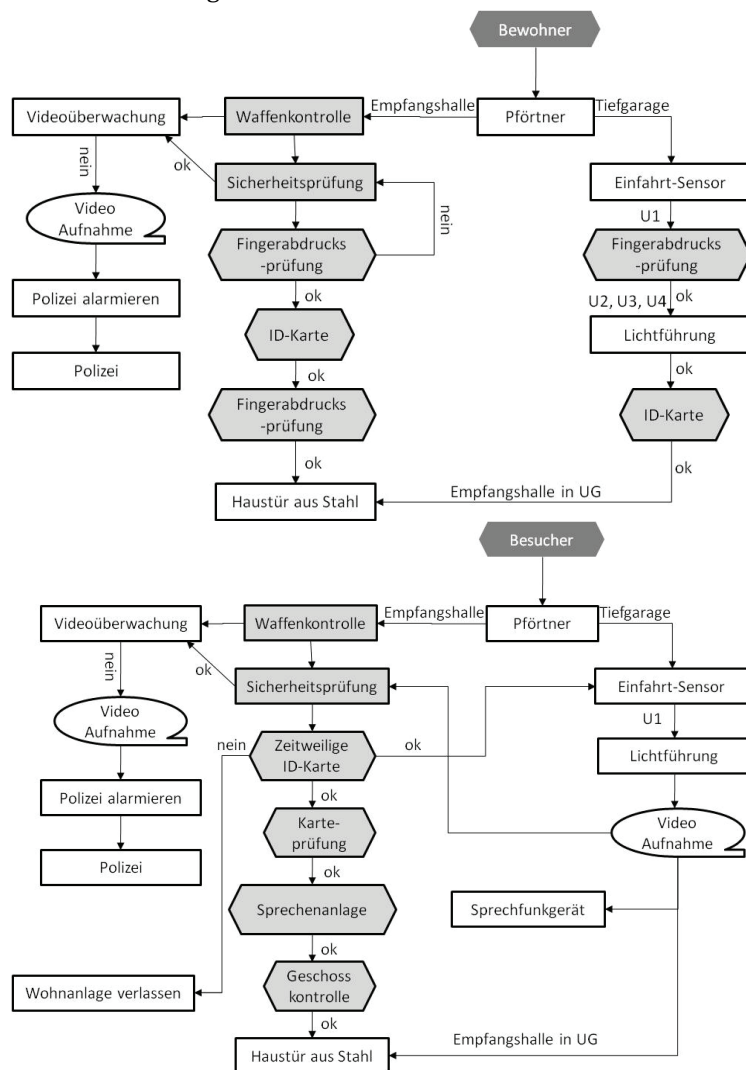 Bewohner
Empfangshalle
Tiefgarage
Videoüberwachung
Waffenkontrolle
Pförtner
nein
ok
Sicherheitsprüfung
Einfahrt-Sensor
nein
U1
Video
Aufnahme
Fingerabdrucks
-prüfung
Fingerabdrucks
-prüfung
ok
U2, U3, U4
ok
Polizei alarmieren
ID-Karte
Lichtführung
ok
ok
Polizei
Fingerabdrucks
-prüfung
ID-Karte
ok
ok
Haustür aus Stahl
Empfangshalle in UG
Besucher
Empfangshalle
Tiefgarage
Videoüberwachung
Waffenkontrolle
Pförtner
nein
ok
Sicherheitsprüfung
Einfahrt-Sensor
U1
Video
Aufnahme
nein
Zeitweilige
ID-Karte
ok
Lichtführung
Polizei alarmieren
ok
Karte-
prüfung
Video
Aufnahme
Polizei
ok
Sprechenanlage
Sprechfunkgerät
ok
Wohnanlage verlassen
Geschoss
kontrolle
ok
Empfangshalle in UG
Haustür aus Stahl